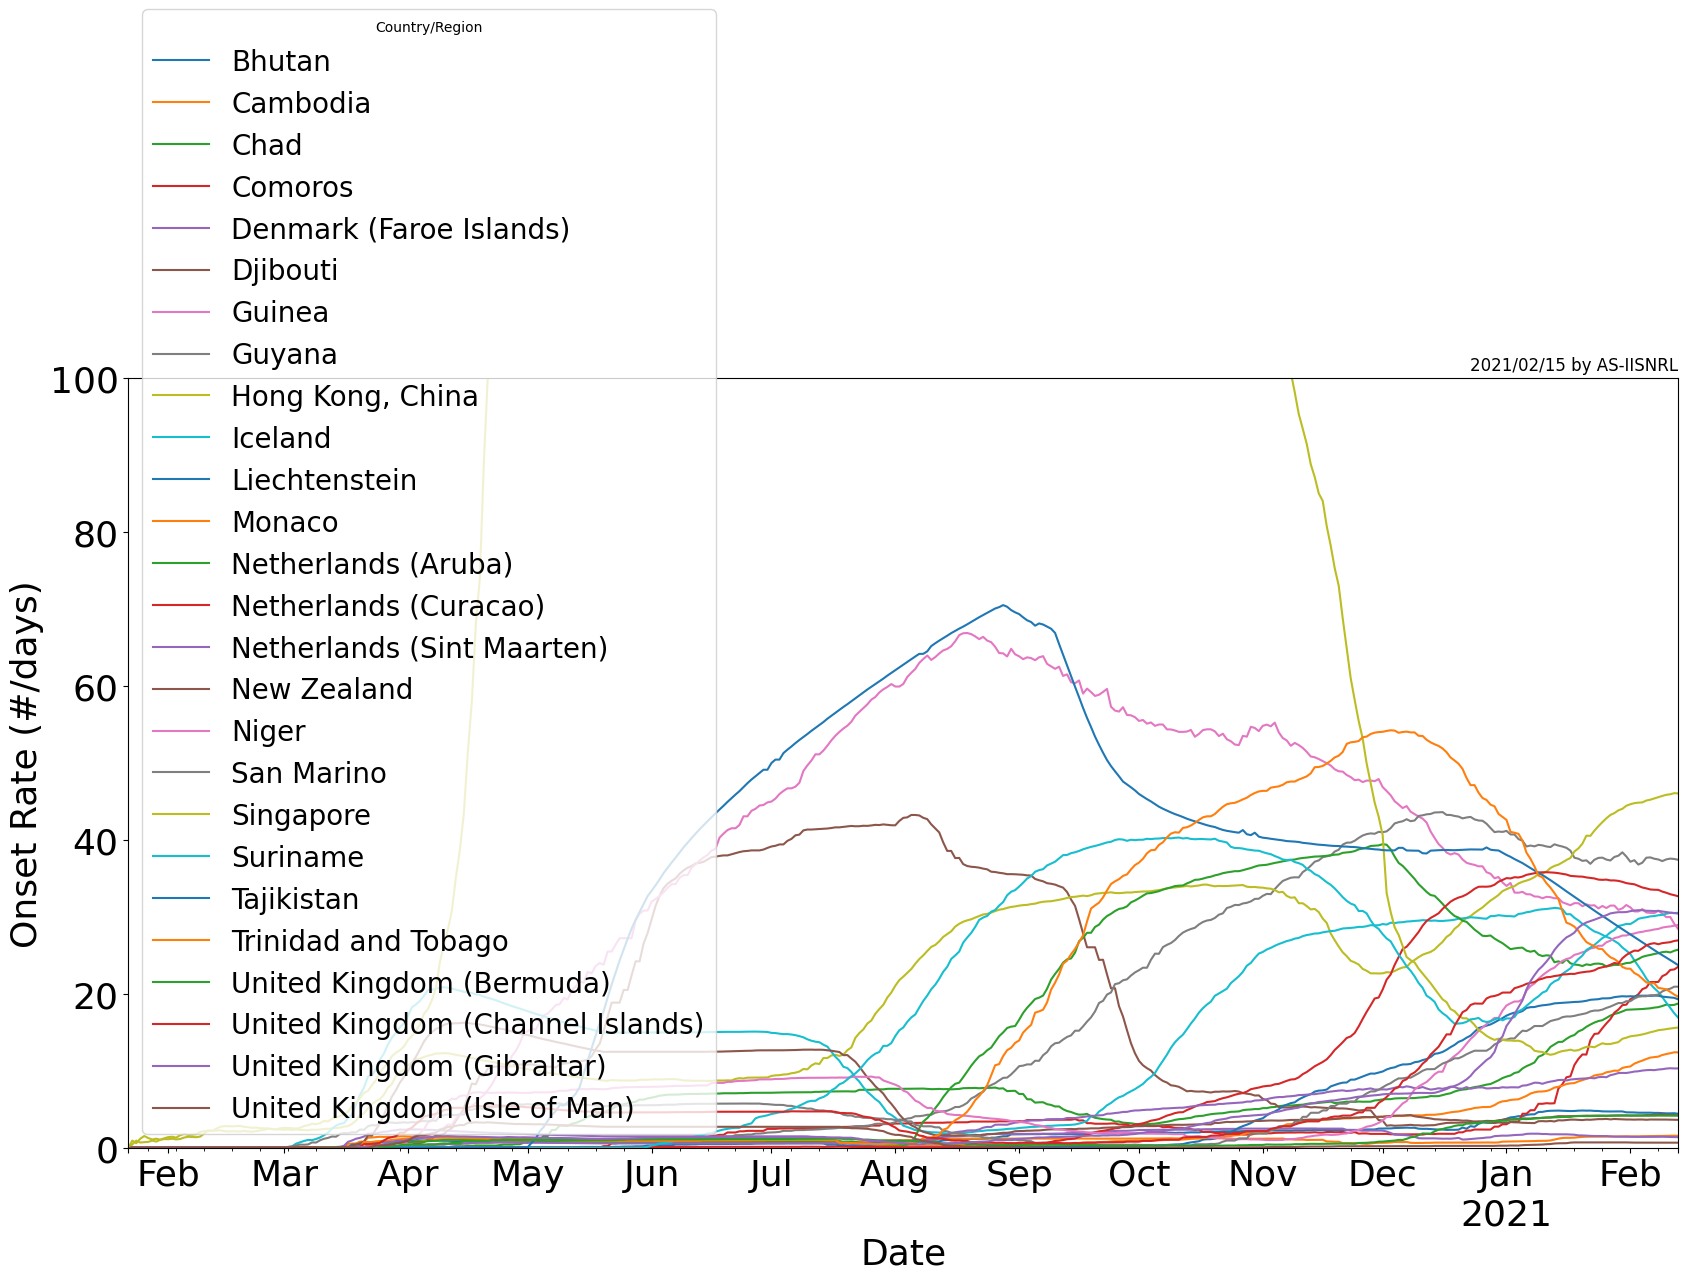 Country/Region
Bhutan
Cambodia
Chad
Comoros
Denmark (Faroe Islands)
Djibouti
Guinea
Guyana
Hong Kong, China
Iceland
Liechtenstein
Monaco
Netherlands (Aruba)
Netherlands (Curacao)
Netherlands (Sint Maarten)
New Zealand
Niger
San Marino
Singapore
Suriname
Tajikistan
Trinidad and Tobago
United Kingdom (Bermuda)
United Kingdom (Channel Islands)
United Kingdom (Gibraltar)
United Kingdom (Isle of Man)
2021/02/15 by AS-IISNRL
100
80
60
40
20
0
Onset Rate (#/days)
Feb Mar Apr May Jun Jul Aug Sep Oct Nov Dec Jan Feb
2021
Date